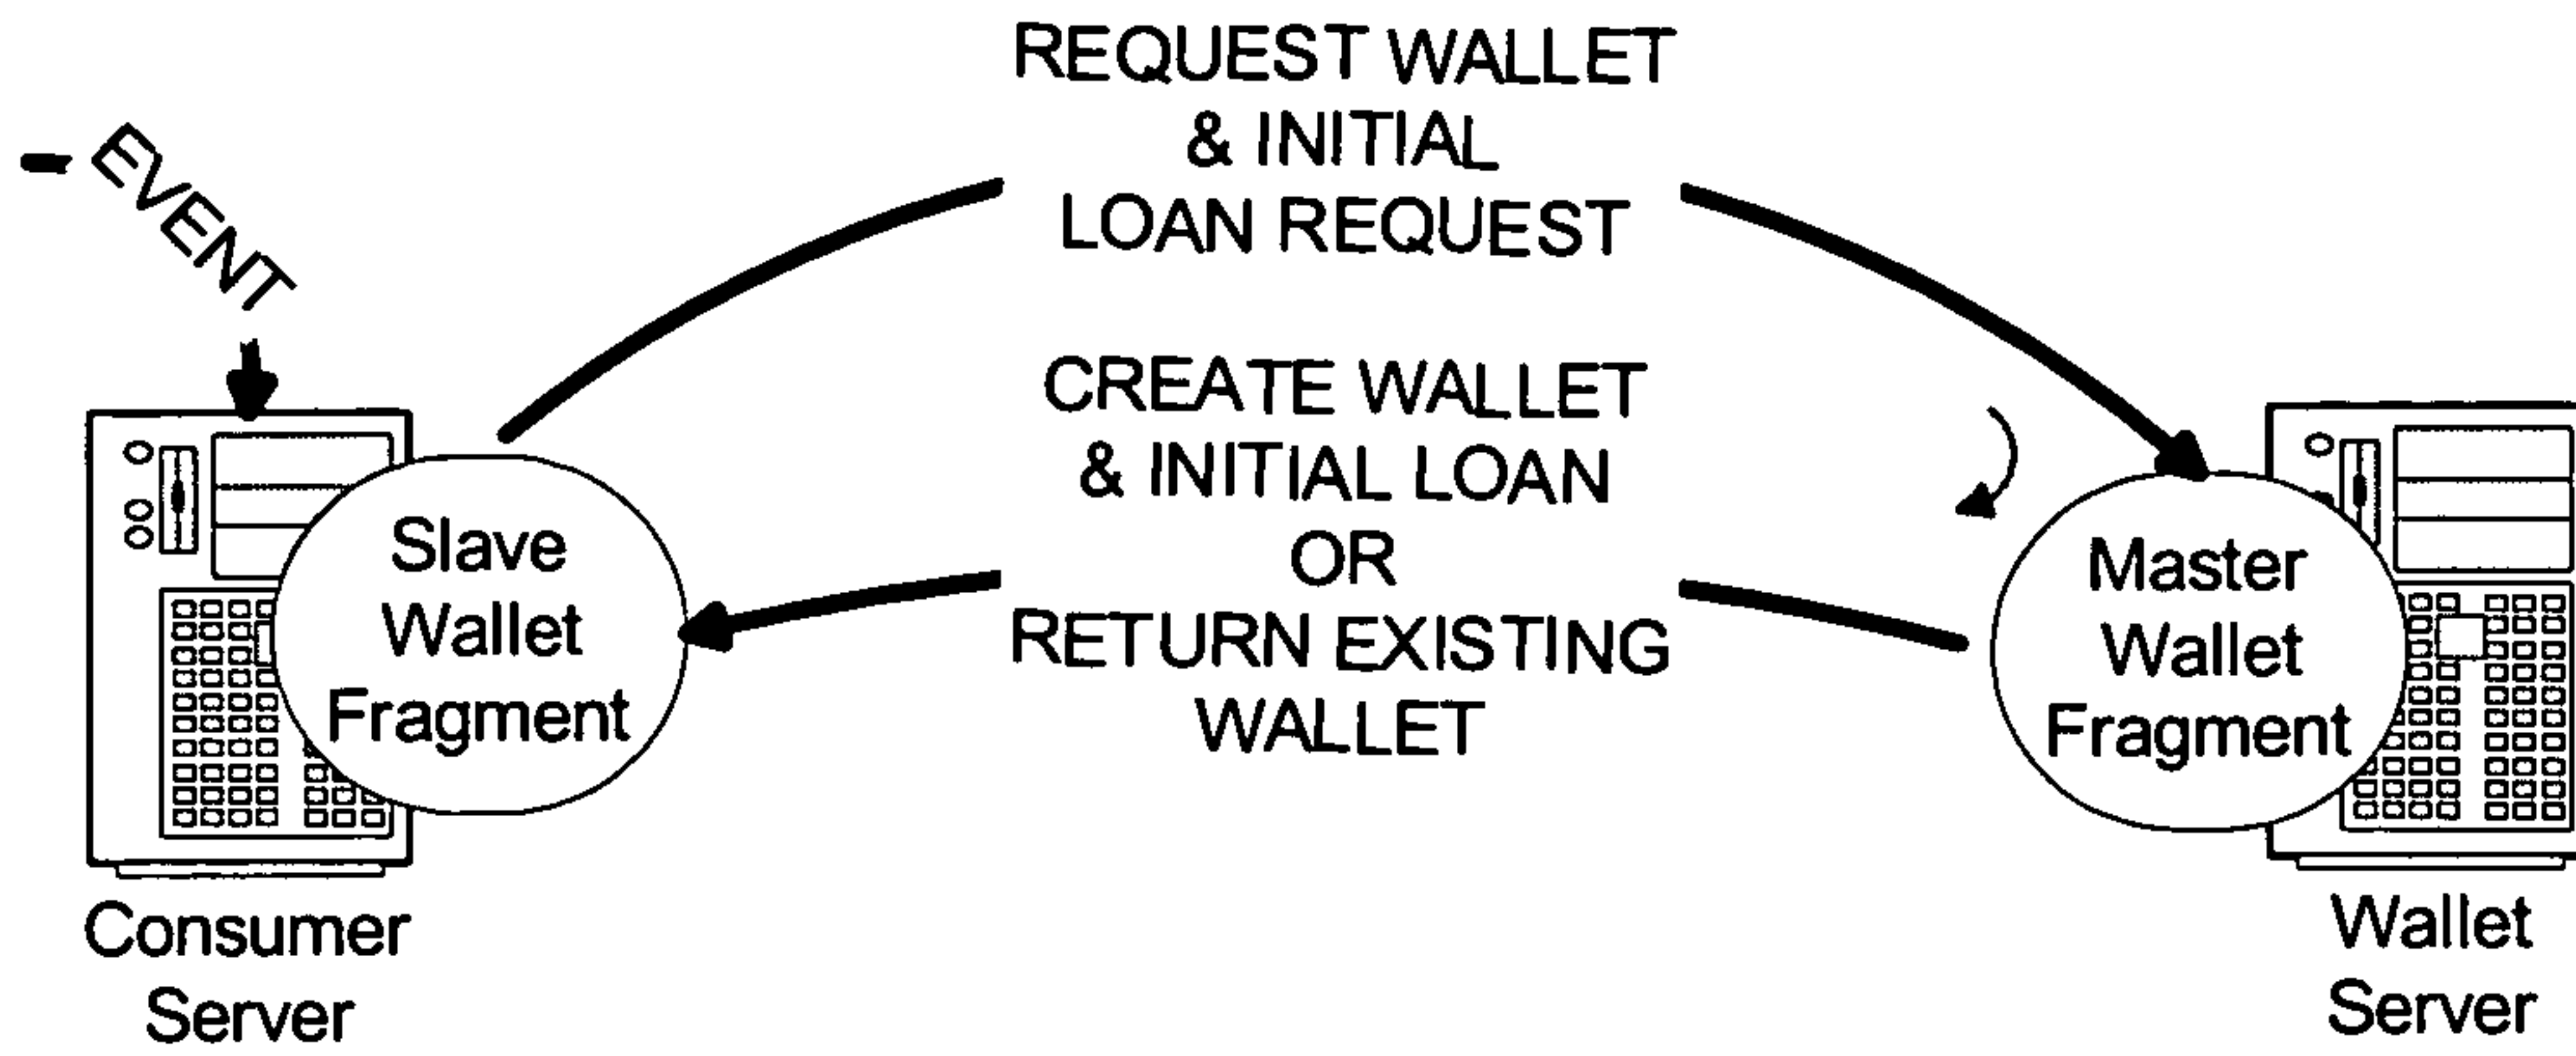 EVENT
REQUEST WALLET
& INITIAL
LOAN REQUEST
CREATE WALLET
& INITIAL LOAN
OR
RETURN EXISTING
WALLET
Slave
Wallet
Fragment
Master
Wallet
Fragment
Consumer
Server
Wallet
Server